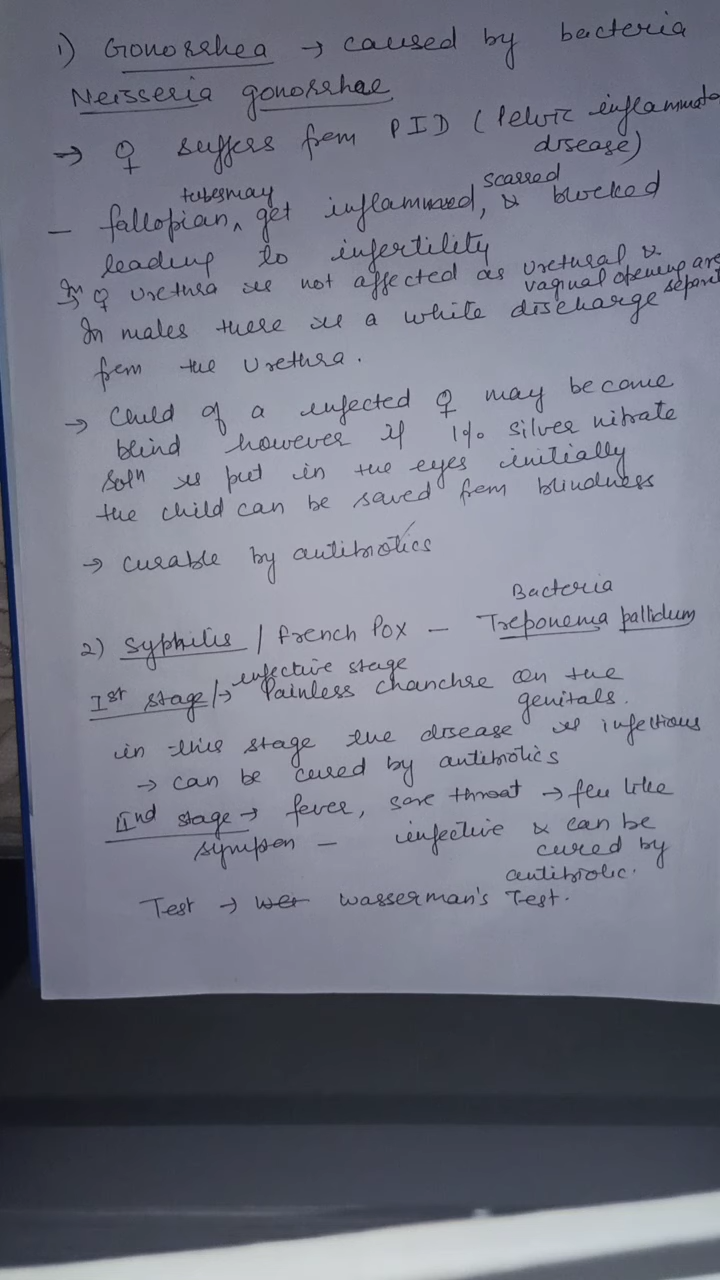 1) Gonorrhea → caused by bacteria
Neisseria gonorrhae
→ ♀ suffers from PID (Pelvic inflammato
disease)
tubes may scarred
- fallopian ^ get inflammed, & blocked
leading to infertility
→ In ♀ urethra is not affected as uretural &
vaginal opening are
separat
In males there is a white discharge
from the urethra.
→ Child of a infected ♀ may become
blind however if 1% silver nitrate
soln is put in the eyes initially
the child can be saved from blindness
→ curable by antibiotics
Bacteria
2) Syphilis / French Pox - Treponema pallidum
infective stage
Ist stage/→ Painless chanchre on the
genitals.
in this stage the disease is infectious
→ can be cured by antibiotics
IInd stage → fever, sore throat → flu like
sympton - infective & can be
cured by
antibiotic.
Test → wer wasserman's Test.